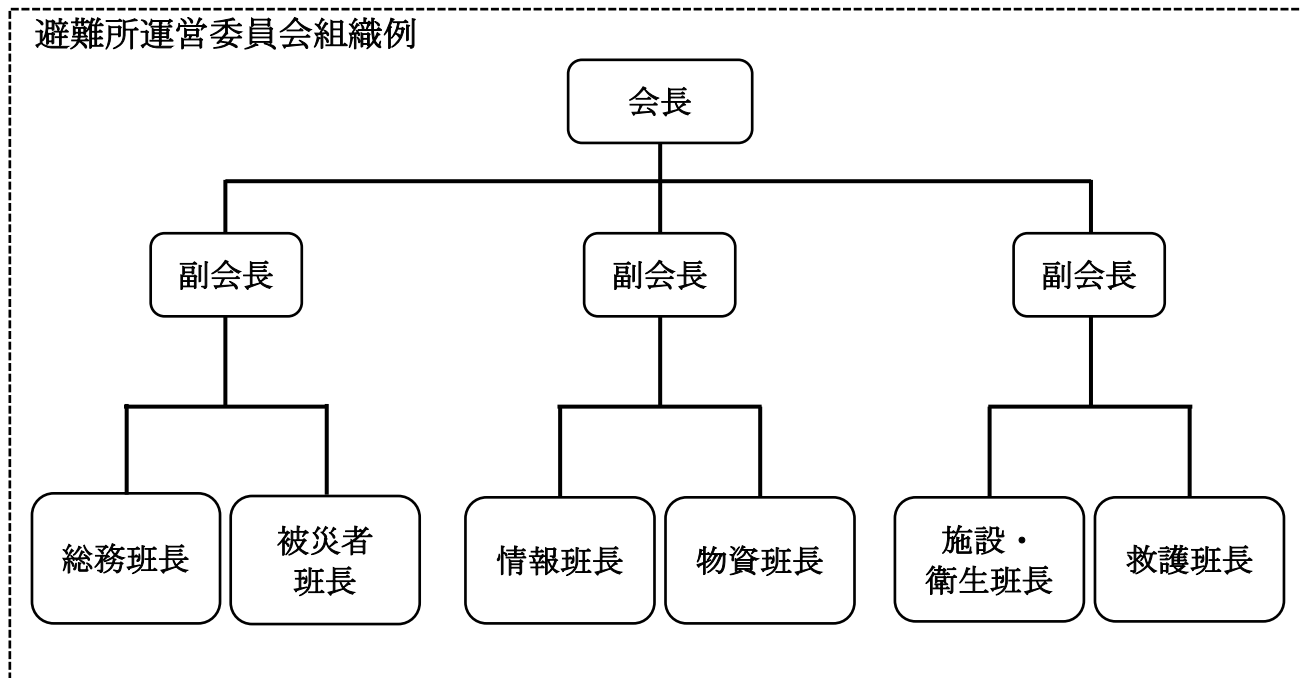 避難所運営委員会組織例
会長
副会長
副会長
副会長
総務班長
被災者
班長
情報班長
物資班長
施設・
衛生班長
救護班長